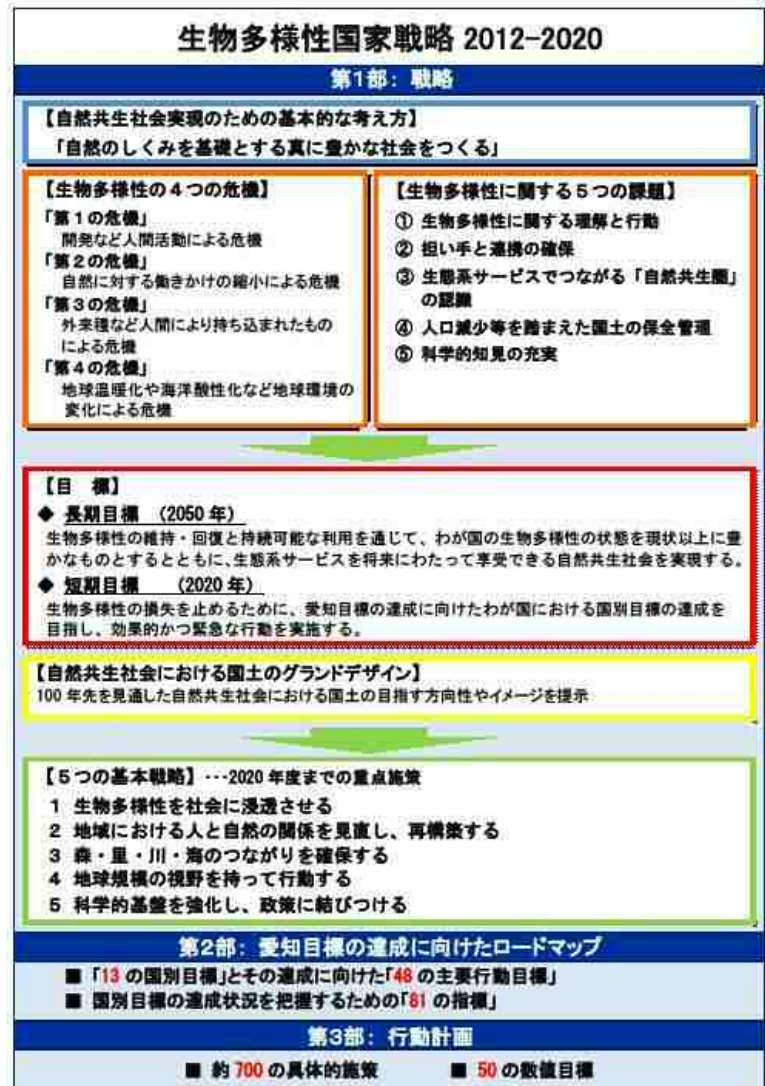 生物多様性国家戦略 2012-2020
第1部: 戦略
【自然共生社会実現のための基本的な考え方】
「自然のしくみを基礎とする真に豊かな社会をつくる」
【生物多様性の４つの危機】
「第１の危機」
開発など人間活動による危機
「第２の危機」
自然に対する働きかけの縮小による危機
「第３の危機」
外来種など人間により持ち込まれたもの
による危機
「第４の危機」
地球温暖化や海洋酸性化など地球環境の
変化による危機
【生物多様性に関する５つの課題】
① 生物多様性に関する理解と行動
② 担い手と連携の確保
③ 生態系サービスでつながる「自然共生圏」
の認識
④ 人口減少等を踏まえた国土の保全管理
⑤ 科学的知見の充実
【目　標】
◆ 長期目標　（2050 年）
生物多様性の維持・回復と持続可能な利用を通じて、わが国の生物多様性の状態を現状以上に豊
かなものとするとともに、生態系サービスを将来にわたって享受できる自然共生社会を実現する。
◆ 短期目標　（2020 年）
生物多様性の損失を止めるために、愛知目標の達成に向けたわが国における国別目標の達成を
目指し、効果的かつ緊急な行動を実施する。
【自然共生社会における国土のグランドデザイン】
100 年先を見通した自然共生社会における国土の目指す方向性やイメージを提示
【５つの基本戦略】･･･2020 年度までの重点施策
１ 生物多様性を社会に浸透させる
２ 地域における人と自然の関係を見直し、再構築する
３ 森・里・川・海のつながりを確保する
４ 地球規模の視野を持って行動する
５ 科学的基盤を強化し、政策に結びつける
第2部: 愛知目標の達成に向けたロードマップ
■ 「13 の国別目標」とその達成に向けた「48 の主要行動目標」
■ 国別目標の達成状況を把握するための「81 の指標」
第3部: 行動計画
■ 約 700 の具体的施策　■ 50 の数値目標